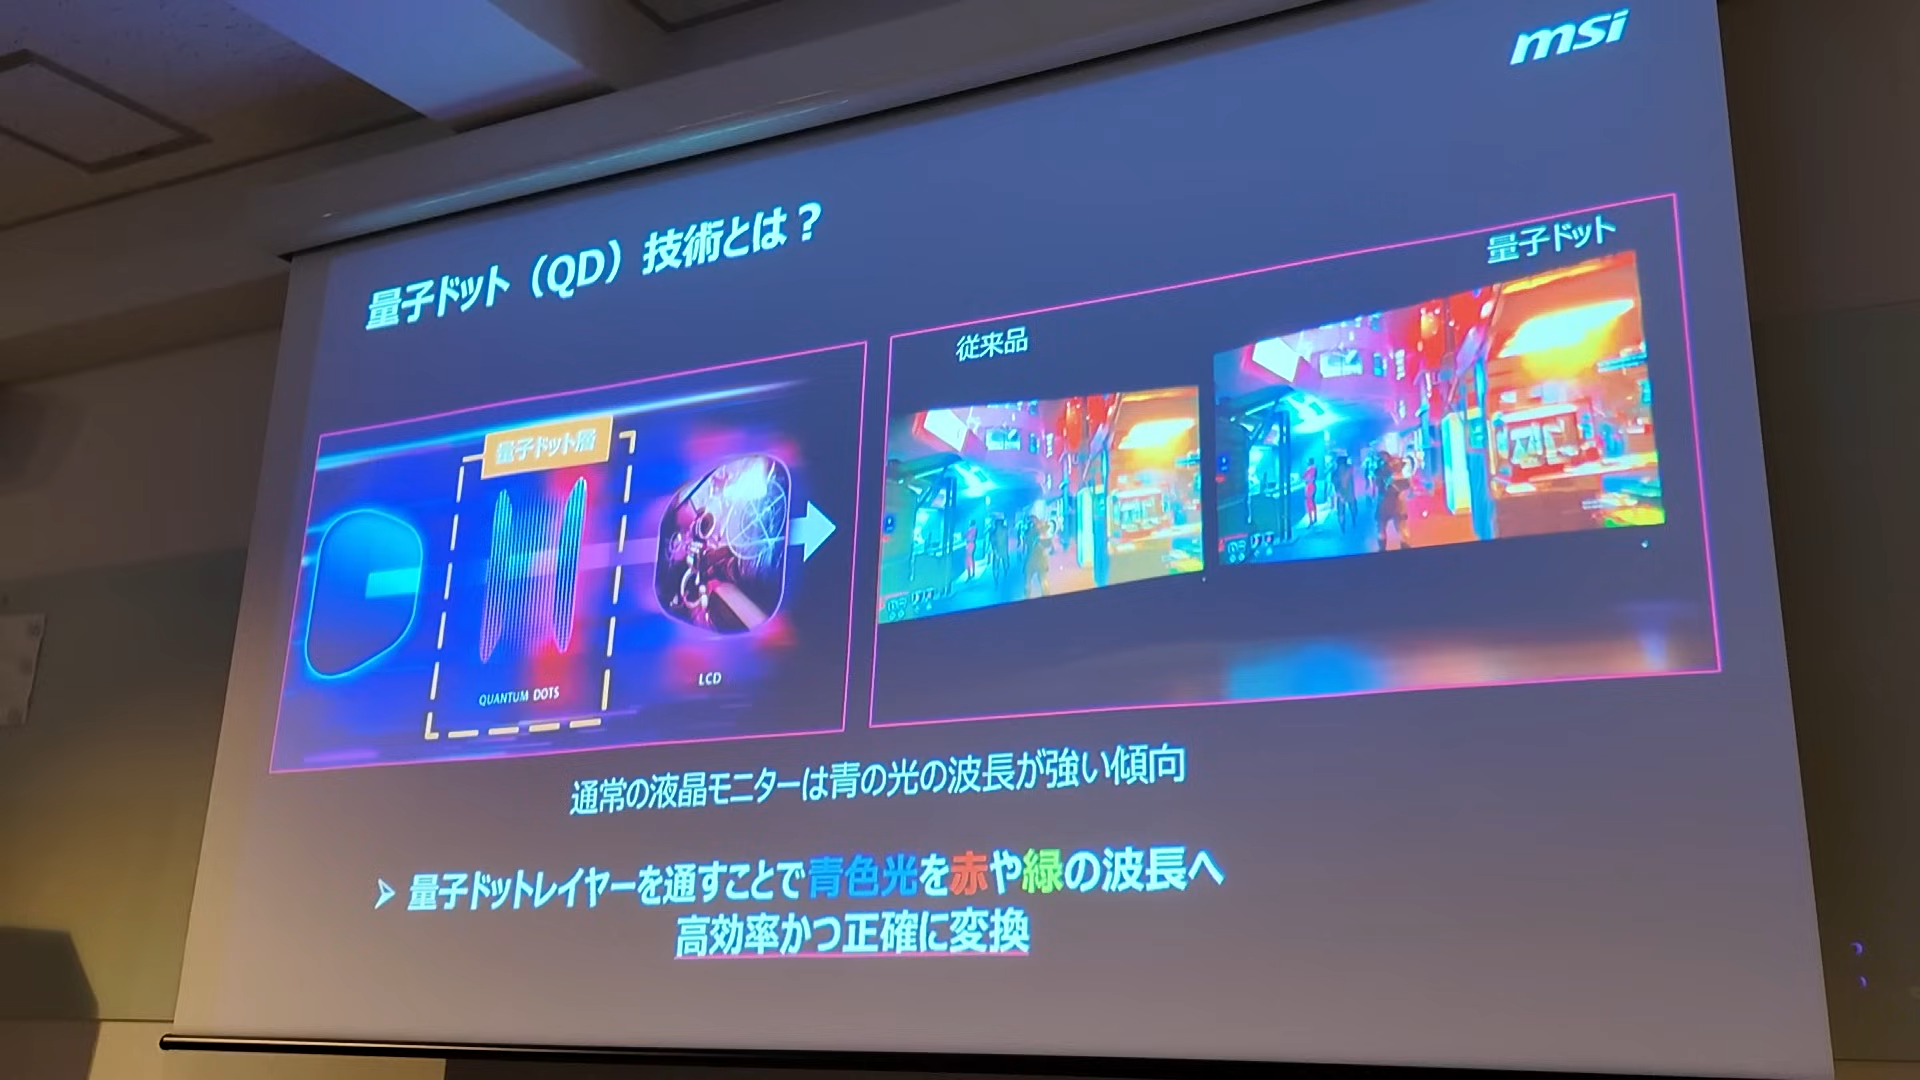 msi
量子ドット（QD）技術とは？
量子ドット層
QUANTUM DOTS
LCD
従来品
量子ドット
通常の液晶モニターは青の光の波長が強い傾向
➢ 量子ドットレイヤーを通すことで青色光を赤や緑の波長へ
高効率かつ正確に変換